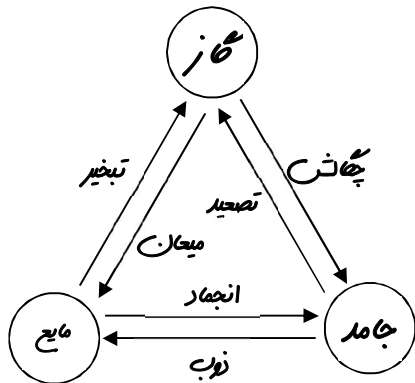 گاز
چگالش
تبخیر
تصعید
میعان
انجماد
جامد
مایع
ذوب